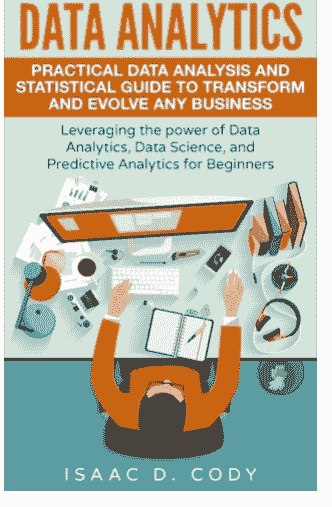 DATA ANALYTICS
PRACTICAL DATA ANALYSIS AND
STATISTICAL GUIDE TO TRANSFORM
AND EVOLVE ANY BUSINESS
Leveraging the power of Data
Analytics, Data Science, and
Predictive Analytics for Beginners
ISAAC D. CODY